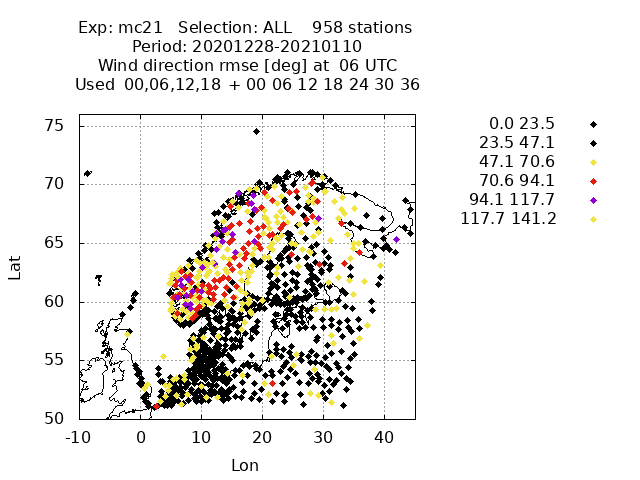 Exp: mc21 Selection: ALL 958 stations
Period: 20201228-20210110
Wind direction rmse [deg] at 06 UTC
Used 00,06,12,18 + 00 06 12 18 24 30 36
0.0 23.5
23.5 47.1
47.1 70.6
70.6 94.1
94.1 117.7
117.7 141.2
75
70
65
60
55
50
Lat
-10 0 10 20 30 40
Lon